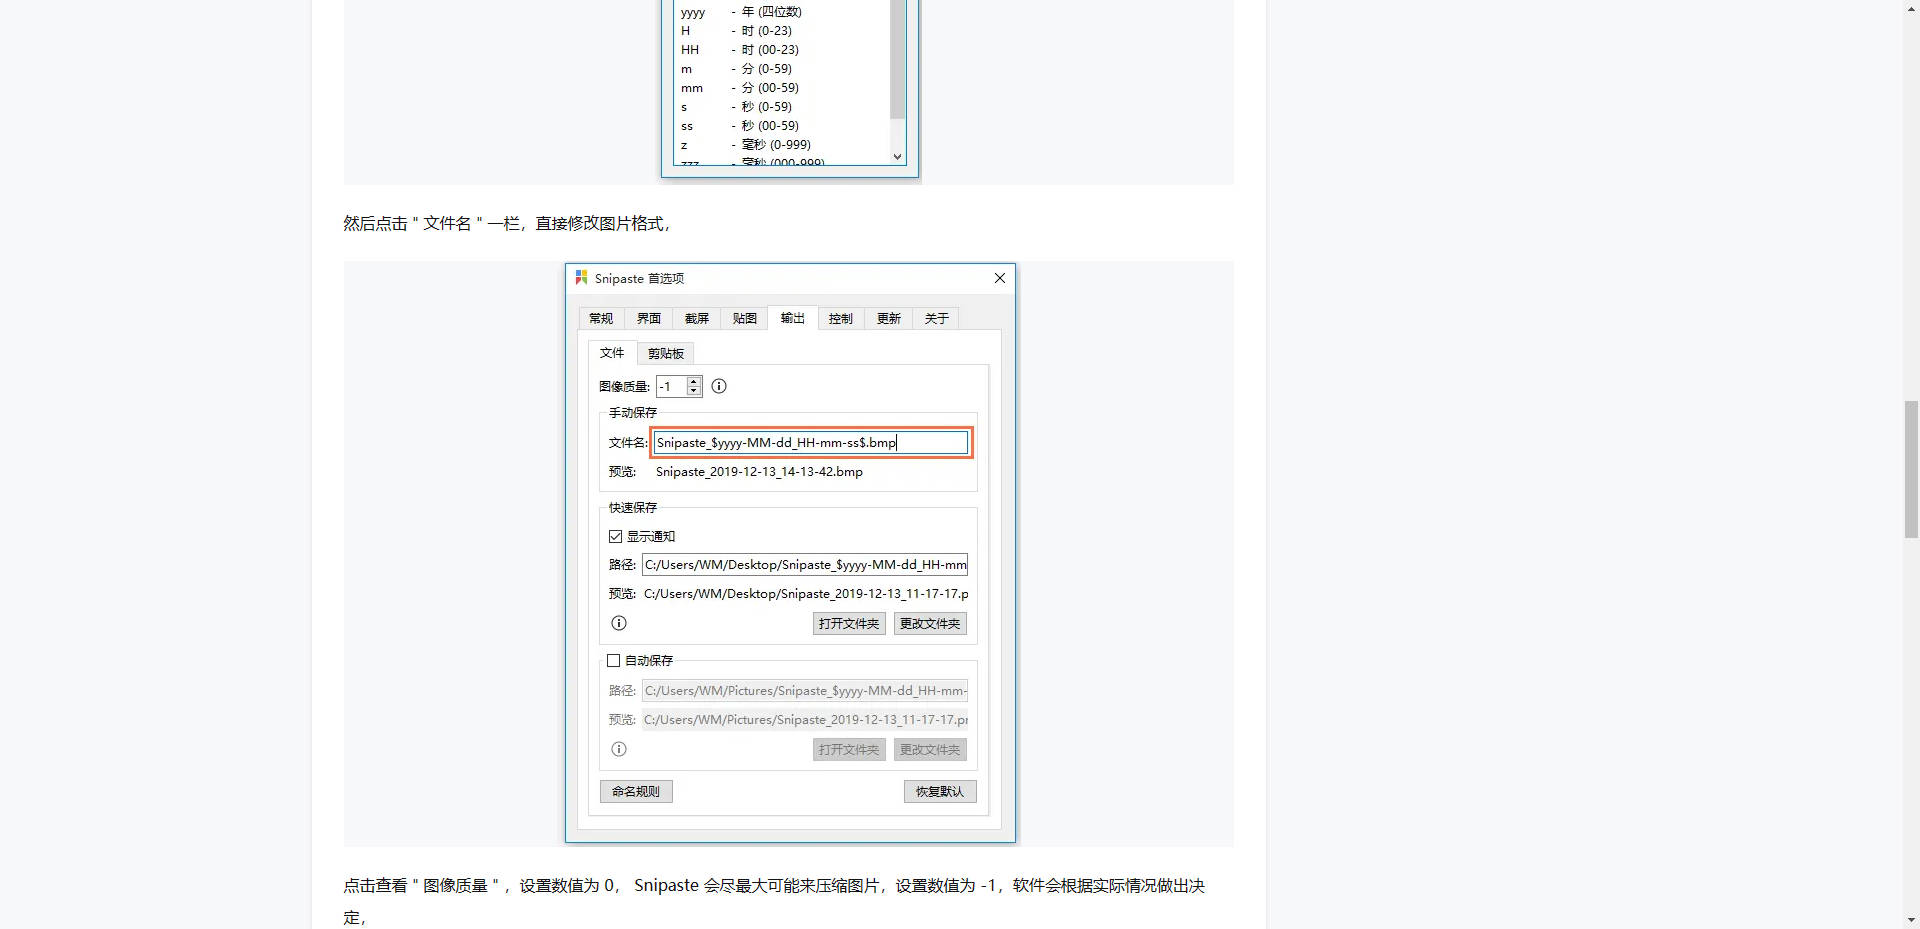 yyyy - 年 (四位数)
H - 时 (0-23)
HH - 时 (00-23)
m - 分 (0-59)
mm - 分 (00-59)
s - 秒 (0-59)
ss - 秒 (00-59)
z - 毫秒 (0-999)
zzz - 毫秒 (000-999)
然后点击 " 文件名 " 一栏，直接修改图片格式，
Snipaste 首选项
常规 界面 截屏 贴图 输出 控制 更新 关于
文件 剪贴板
图像质量: -1
手动保存
文件名: Snipaste_$yyyy-MM-dd_HH-mm-ss$.bmp
预览: Snipaste_2019-12-13_14-13-42.bmp
快速保存
显示通知
路径: C:/Users/WM/Desktop/Snipaste_$yyyy-MM-dd_HH-mm
预览: C:/Users/WM/Desktop/Snipaste_2019-12-13_11-17-17.p
打开文件夹 更改文件夹
自动保存
路径: C:/Users/WM/Pictures/Snipaste_$yyyy-MM-dd_HH-mm-
预览: C:/Users/WM/Pictures/Snipaste_2019-12-13_11-17-17.pr
打开文件夹 更改文件夹
命名规则 恢复默认
点击查看 " 图像质量 " ，设置数值为 0， Snipaste 会尽最大可能来压缩图片，设置数值为 -1，软件会根据实际情况做出决
定，